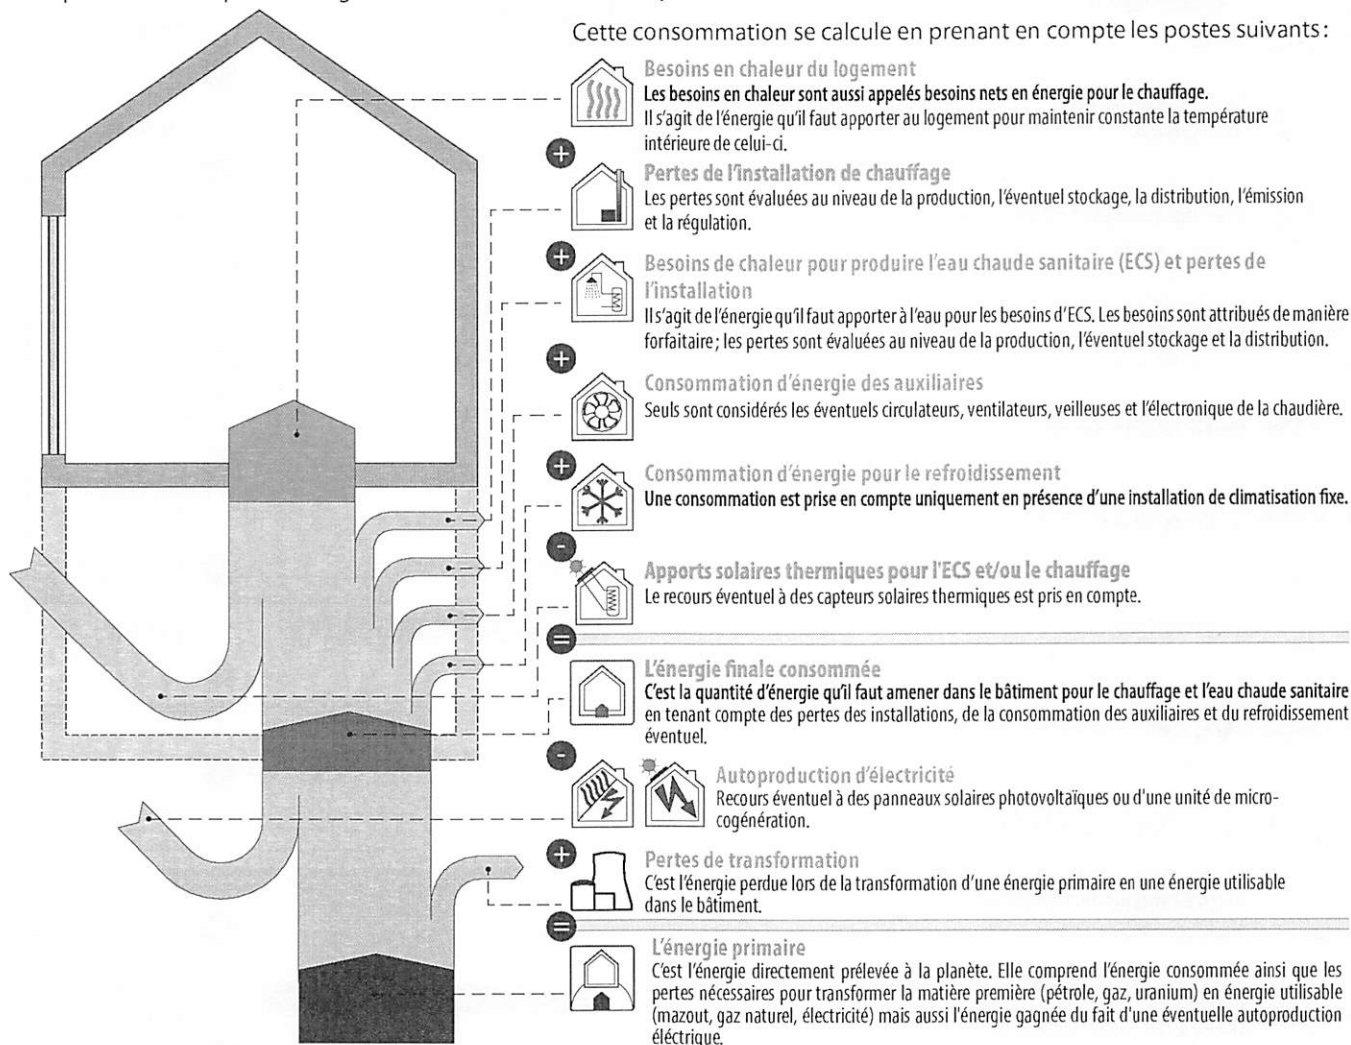 Cette consommation se calcule en prenant en compte les postes suivants:
Besoins en chaleur du logement
Les besoins en chaleur sont aussi appelés besoins nets en énergie pour le chauffage.
Il s'agit de l'énergie qu'il faut apporter au logement pour maintenir constante la température
intérieure de celui-ci.
+
Pertes de l'installation de chauffage
Les pertes sont évaluées au niveau de la production, l'éventuel stockage, la distribution, l'émission
et la régulation.
+
Besoins de chaleur pour produire l'eau chaude sanitaire (ECS) et pertes de
l'installation
Il s'agit de l'énergie qu'il faut apporter à l'eau pour les besoins d'ECS. Les besoins sont attribués de manière
forfaitaire; les pertes sont évaluées au niveau de la production, l'éventuel stockage et la distribution.
+
Consommation d'énergie des auxiliaires
Seuls sont considérés les éventuels circulateurs, ventilateurs, veilleuses et l'électronique de la chaudière.
+
Consommation d'énergie pour le refroidissement
Une consommation est prise en compte uniquement en présence d'une installation de climatisation fixe.
-
Apports solaires thermiques pour l'ECS et/ou le chauffage
Le recours éventuel à des capteurs solaires thermiques est pris en compte.
=
L'énergie finale consommée
C'est la quantité d'énergie qu'il faut amener dans le bâtiment pour le chauffage et l'eau chaude sanitaire
en tenant compte des pertes des installations, de la consommation des auxiliaires et du refroidissement
éventuel.
-
Autoproduction d'électricité
Recours éventuel à des panneaux solaires photovoltaïques ou d'une unité de micro-
cogénération.
+
Pertes de transformation
C'est l'énergie perdue lors de la transformation d'une énergie primaire en une énergie utilisable
dans le bâtiment.
=
L'énergie primaire
C'est l'énergie directement prélevée à la planète. Elle comprend l'énergie consommée ainsi que les
pertes nécessaires pour transformer la matière première (pétrole, gaz, uranium) en énergie utilisable
(mazout, gaz naturel, électricité) mais aussi l'énergie gagnée du fait d'une éventuelle autoproduction
éléctrique.